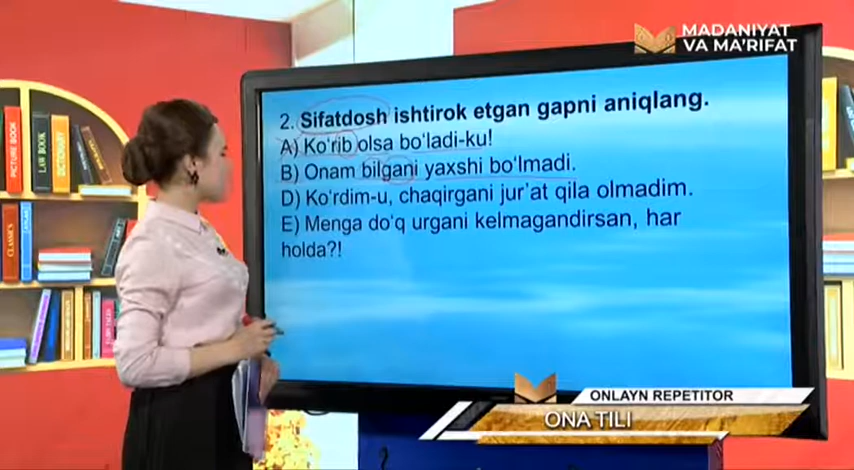 MADANIYAT
VA MA'RIFAT
2. Sifatdosh ishtirok etgan gapni aniqlang.
A) Ko'rib olsa bo'ladi-ku!
B) Onam bilgani yaxshi bo'lmadi.
D) Ko'rdim-u, chaqirgani jur'at qila olmadim.
E) Menga do'q urgani kelmagandirsan, har
holda?!
ONLAYN REPETITOR
ONA TILI